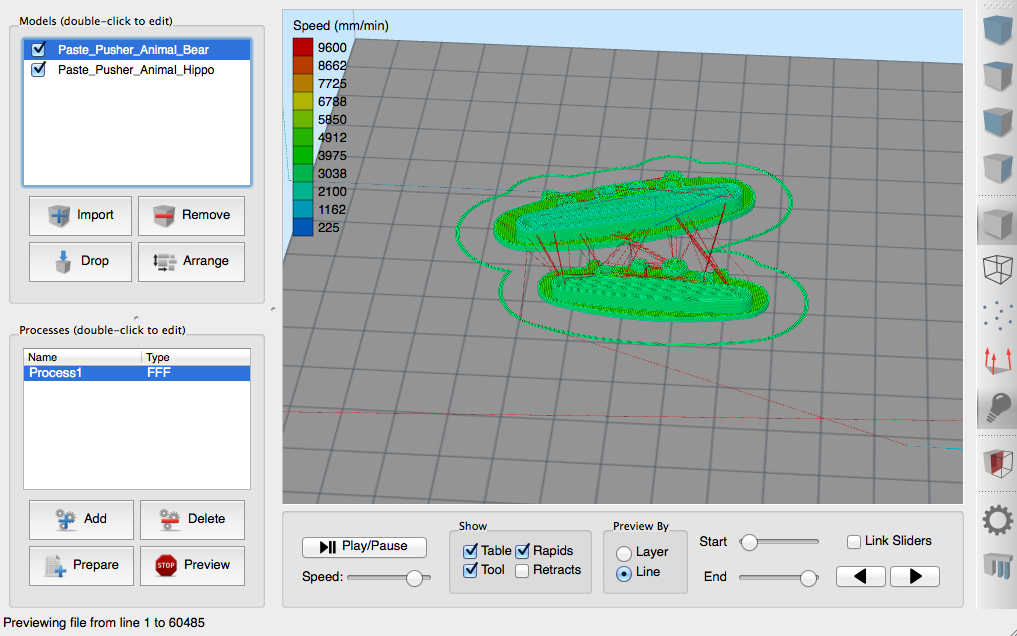 Models (double-click to edit)
Paste_Pusher_Animal_Bear
Paste_Pusher_Animal_Hippo
Import
Remove
Drop
Arrange
Processes (double-click to edit)
Name Type
Process1 FFF
Add
Delete
Prepare
STOP
Preview
Speed (mm/min)
9600
8662
7725
6788
5850
4912
3975
3038
2100
1162
225
Play/Pause
Speed:
Show
Table Rapids
Tool Retracts
Preview By
Layer
Line
Start
Link Sliders
End
Previewing file from line 1 to 60485